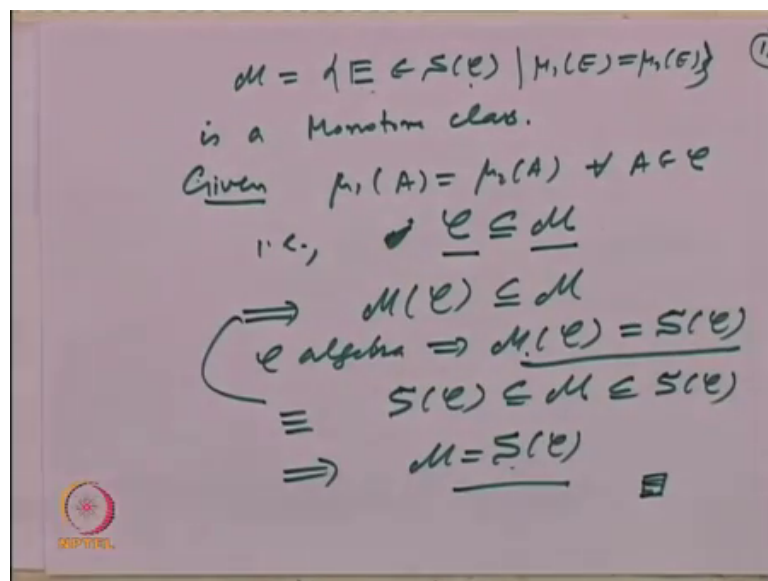 M = {E ∈ S(𝒞) | μ₁(E) = μ₂(E)}
is a Monotone class.
Given μ₁(A) = μ₂(A) ∀ A ∈ 𝒞
i.e., 𝒞 ⊆ M
⟹ M(𝒞) ⊆ M
𝒞 algebra ⟹ M(𝒞) = S(𝒞)
≡ S(𝒞) ⊆ M ⊆ S(𝒞)
⟹ M = S(𝒞)
NPTEL